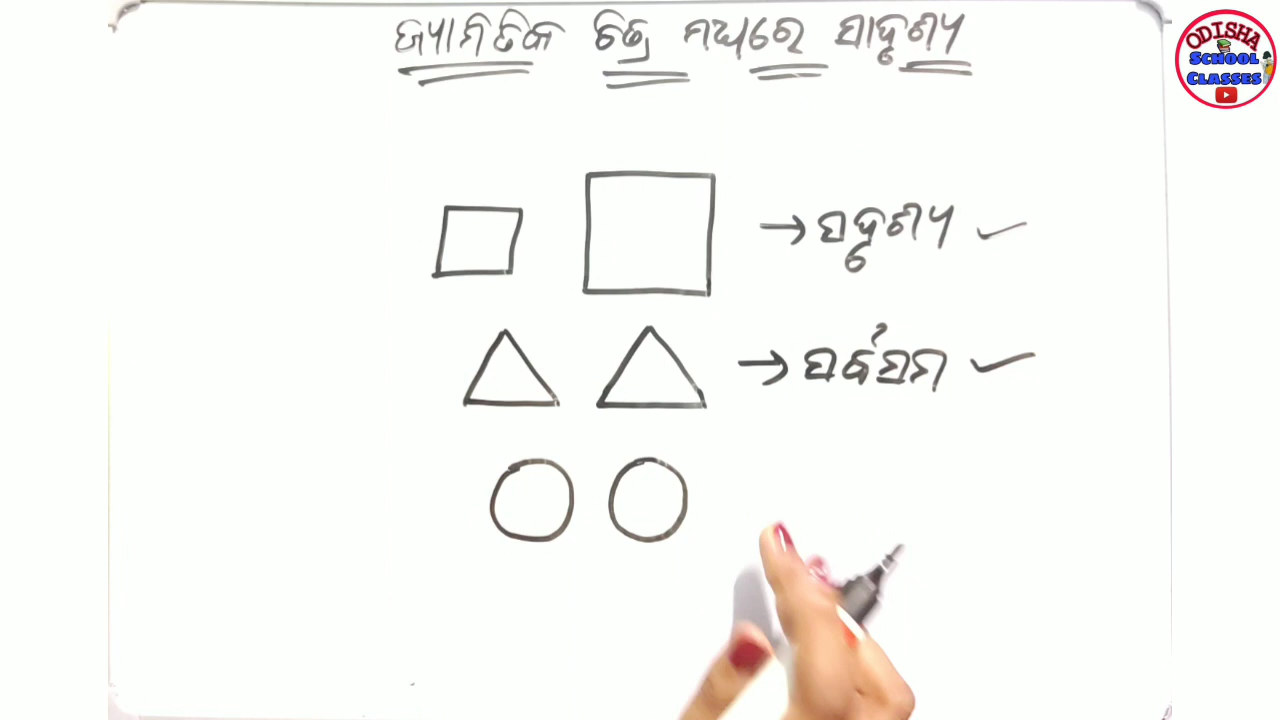 ଜ୍ୟାମିତିକ ଚିତ୍ର ମଧ୍ୟରେ ସାଦୃଶ୍ୟ
ODISHA
SCHOOL
CLASSES
→ ସଦୃଶ୍ୟ ✓
→ ସର୍ବସମ ✓